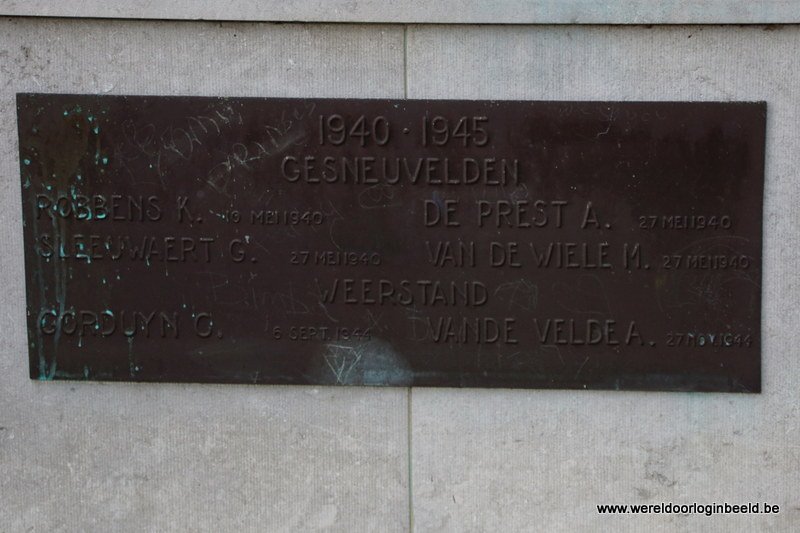 1940 · 1945
GESNEUVELDEN
ROBBENS K. 19 MEI 1940 DE PREST A. 27 MEI 1940
SLEEUWAERT G. 27 MEI 1940 VAN DE WIELE M. 27 MEI 1940
WEERSTAND
CORDUYN O. 6 SEPT. 1944 VANDE VELDE A. 27 NOV. 1944
www.wereldoorloginbeeld.be